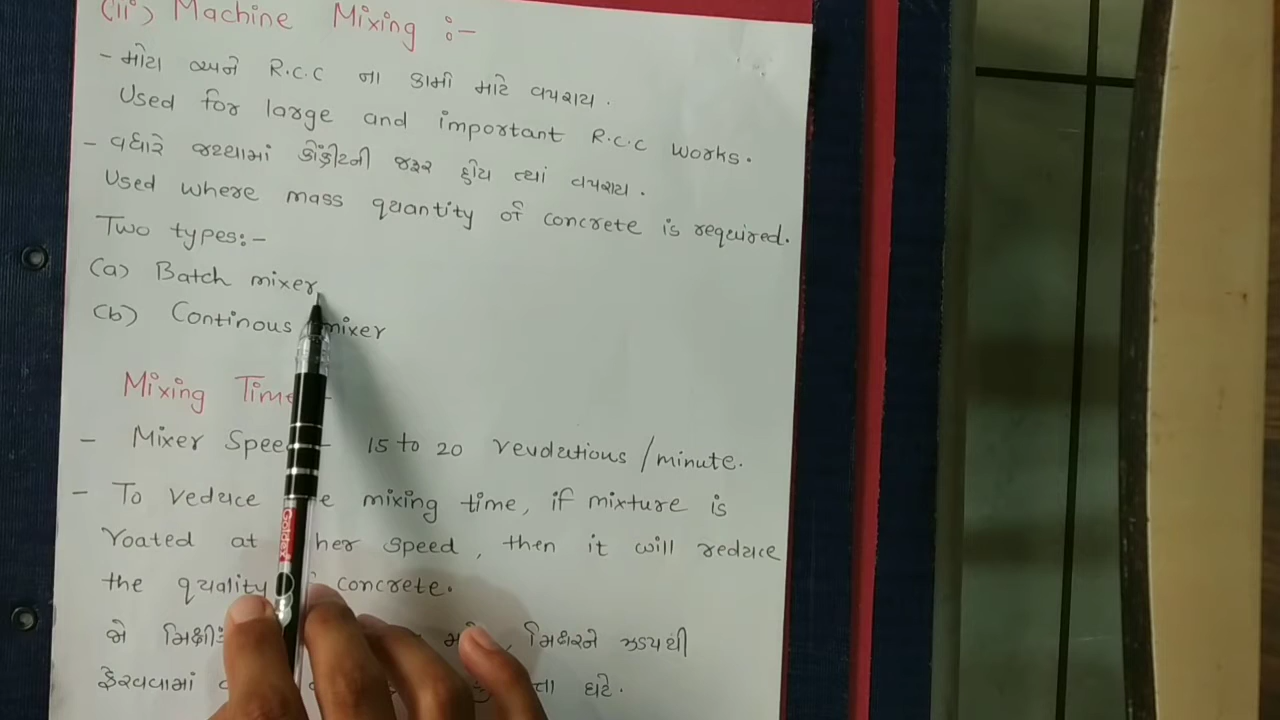 (ii) Machine Mixing :-
- મોટા અને R.C.C ના કામો માટે વપરાય.
Used for large and important R.C.C works.
- વધારે જથ્થામાં કોંક્રીટની જરૂર હોય ત્યાં વપરાય.
Used where mass quantity of concrete is required.
Two types:-
(a) Batch mixer
(b) Continous mixer
Mixing Time -
- Mixer Spee - 15 to 20 revolutions /minute.
- To reduce e mixing time, if mixture is
roated at her speed, then it will reduce
the quality concrete.
જો મિક્ષીં , મિક્ષરને ઝડપથી
ફેરવવામાં તા ઘટે.
Goldex